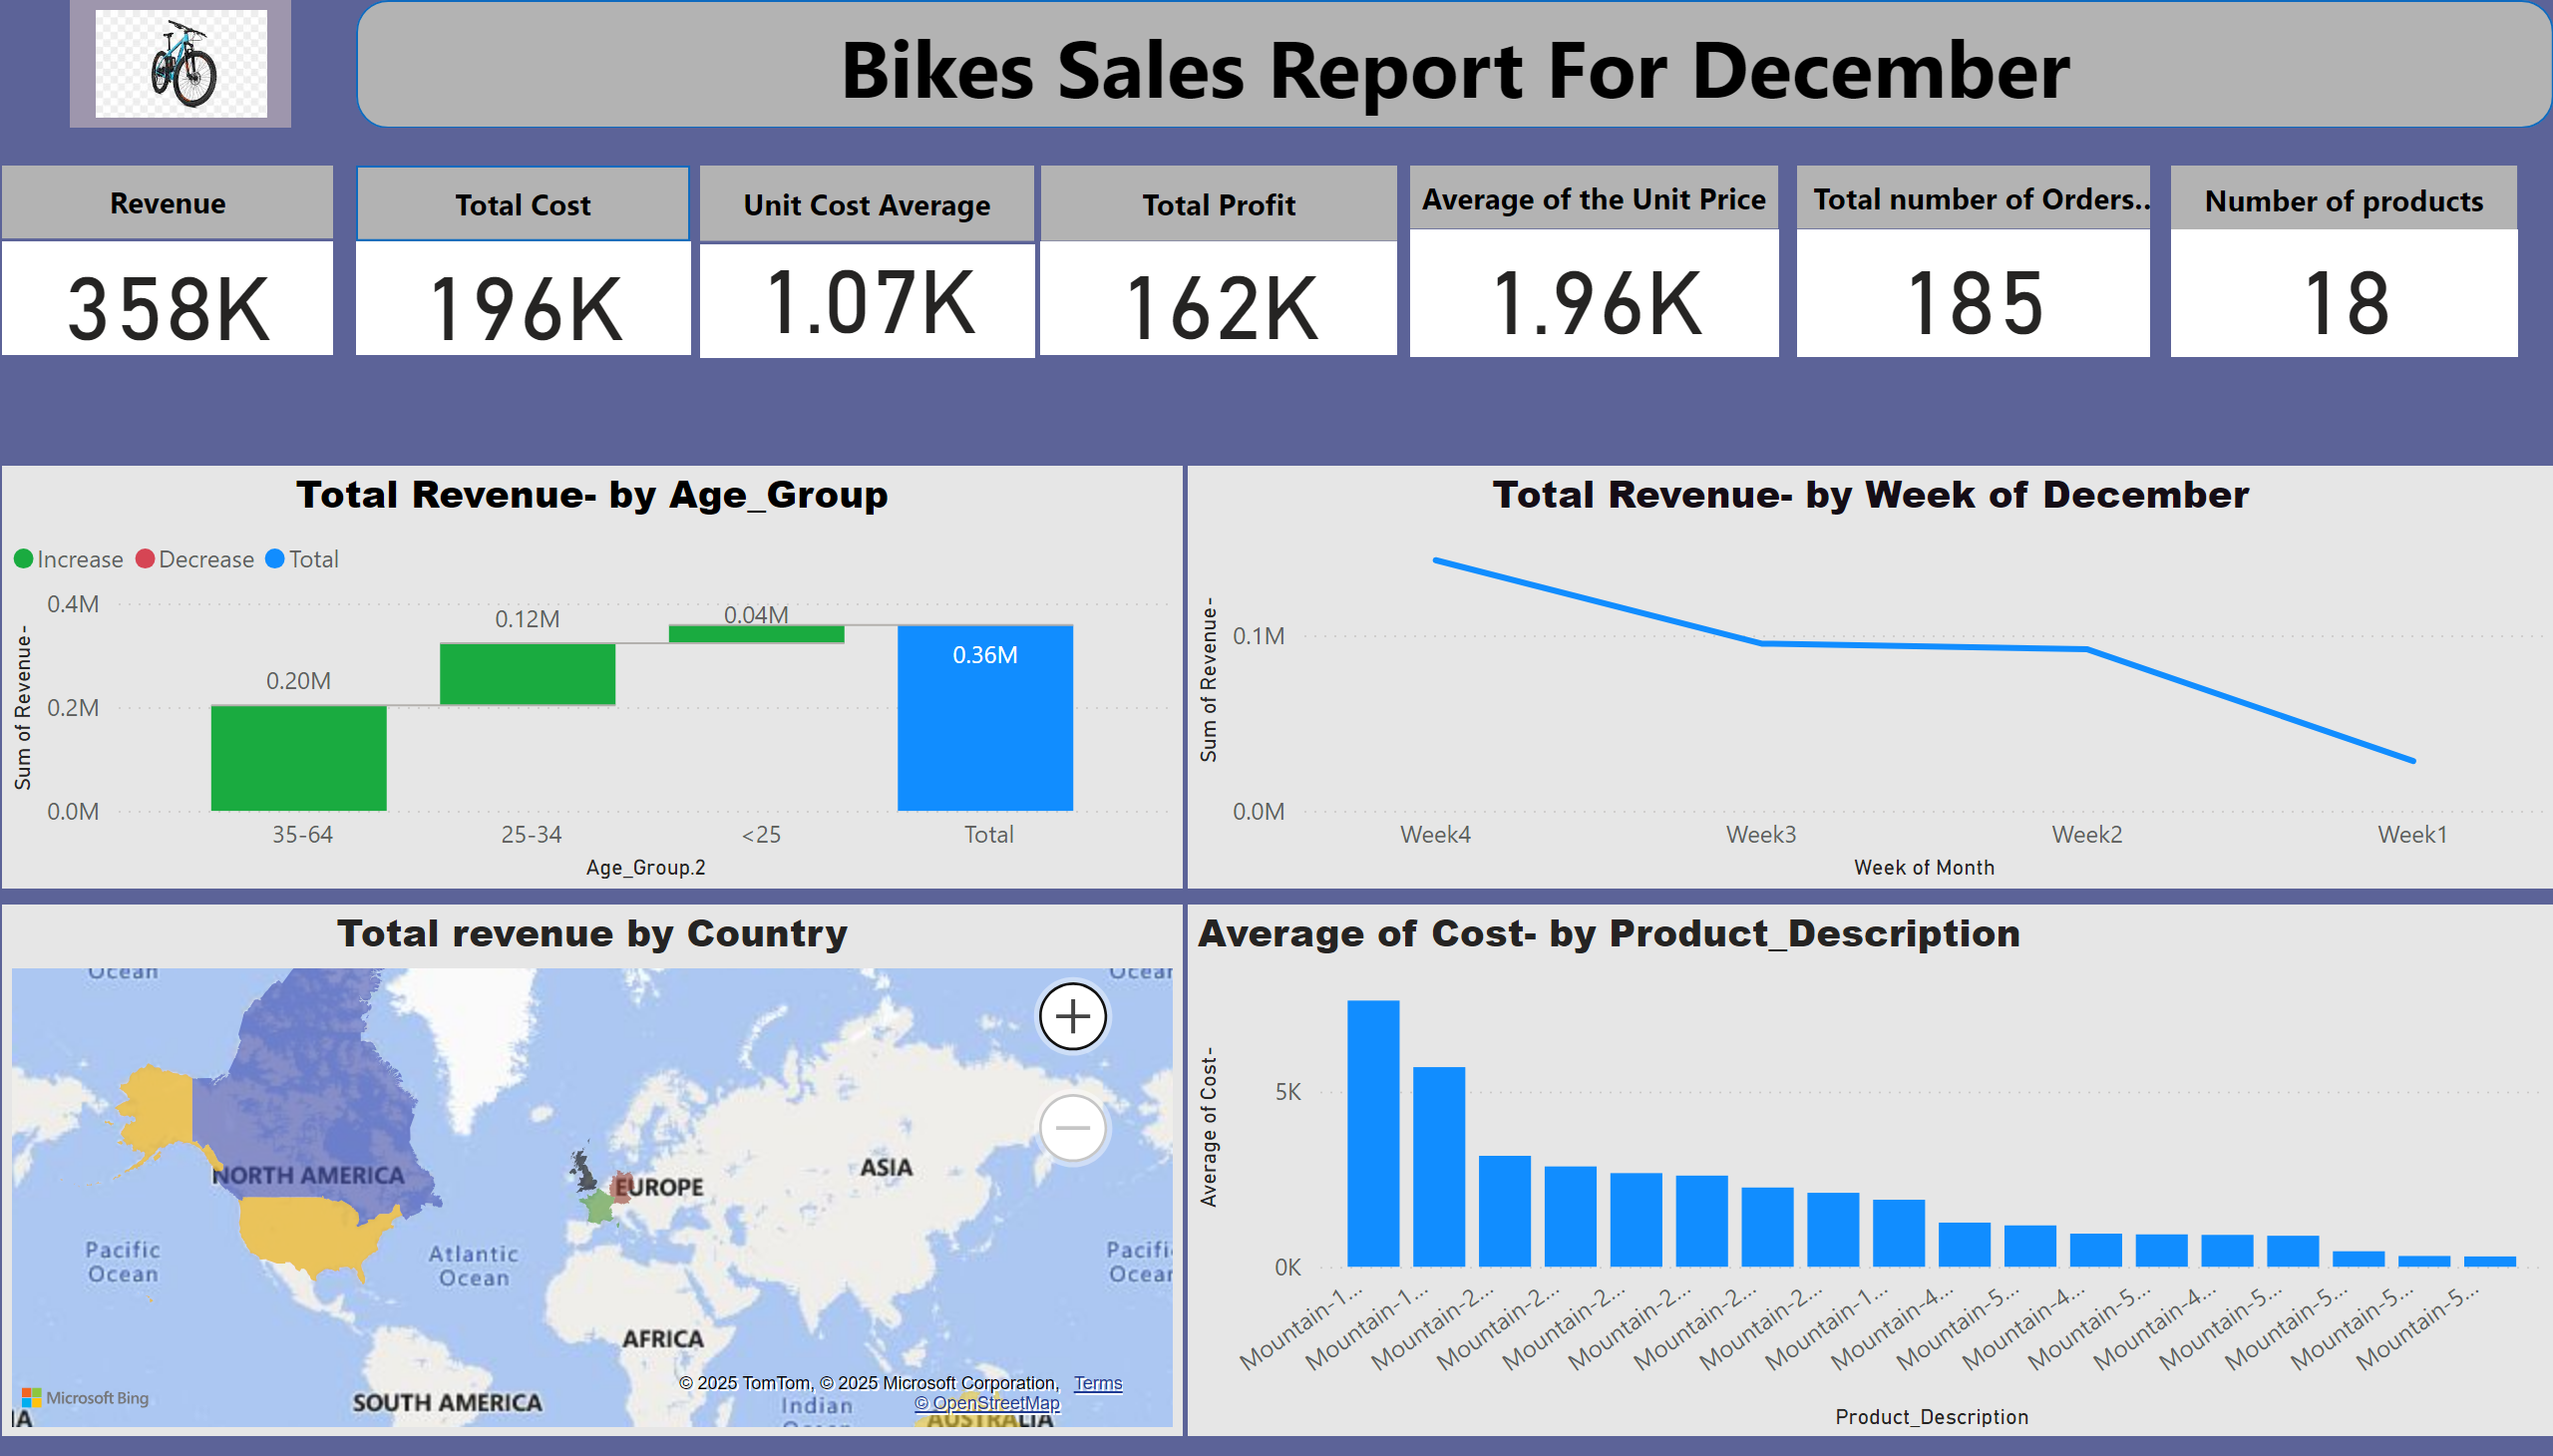 Bikes Sales Report For December
Revenue
358K
Total Cost
196K
Unit Cost Average
1.07K
Total Profit
162K
Average of the Unit Price
1.96K
Total number of Orders..
185
Number of products
18
Total Revenue- by Age_Group
Increase Decrease Total
Sum of Revenue-
0.4M
0.2M
0.0M
0.20M
0.12M
0.04M
0.36M
35-64 25-34 <25 Total
Age_Group.2
Total Revenue- by Week of December
Sum of Revenue-
0.1M
0.0M
Week4 Week3 Week2 Week1
Week of Month
Total revenue by Country
Ocean
Ocean
NORTH AMERICA
EUROPE
ASIA
Pacific
Ocean
Atlantic
Ocean
Pacifi
Ocear
AFRICA
SOUTH AMERICA
Indian
AUSTRALIA
Microsoft Bing
© 2025 TomTom, © 2025 Microsoft Corporation, Terms
© OpenStreetMap
Average of Cost- by Product_Description
Average of Cost-
5K
0K
Mountain-1...
Mountain-1...
Mountain-2...
Mountain-2...
Mountain-2...
Mountain-2...
Mountain-2...
Mountain-2...
Mountain-1...
Mountain-4...
Mountain-5...
Mountain-4...
Mountain-5...
Mountain-4...
Mountain-5...
Mountain-5...
Mountain-5...
Mountain-5...
Product_Description